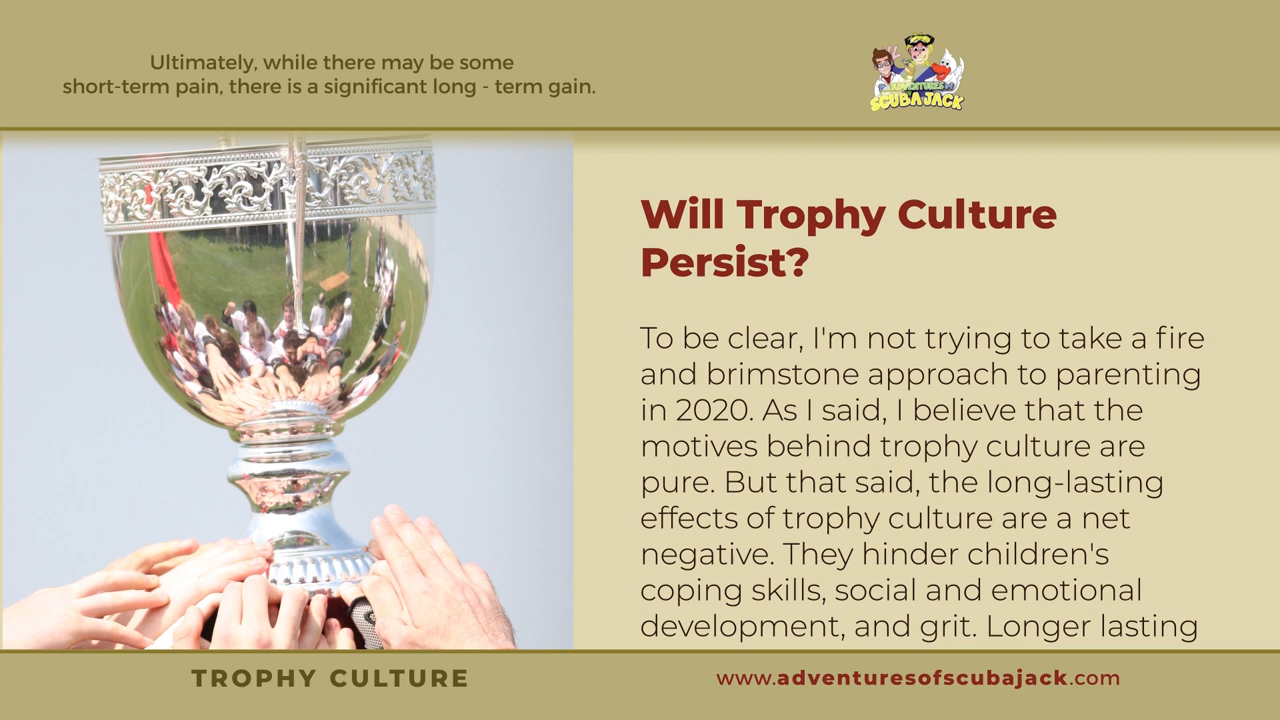 Ultimately, while there may be some
short-term pain, there is a significant long - term gain.
ADVENTURES
SCUBA JACK
Will Trophy Culture
Persist?
To be clear, I'm not trying to take a fire
and brimstone approach to parenting
in 2020. As I said, I believe that the
motives behind trophy culture are
pure. But that said, the long-lasting
effects of trophy culture are a net
negative. They hinder children's
coping skills, social and emotional
development, and grit. Longer lasting
TROPHY CULTURE
www.adventuresofscubajack.com